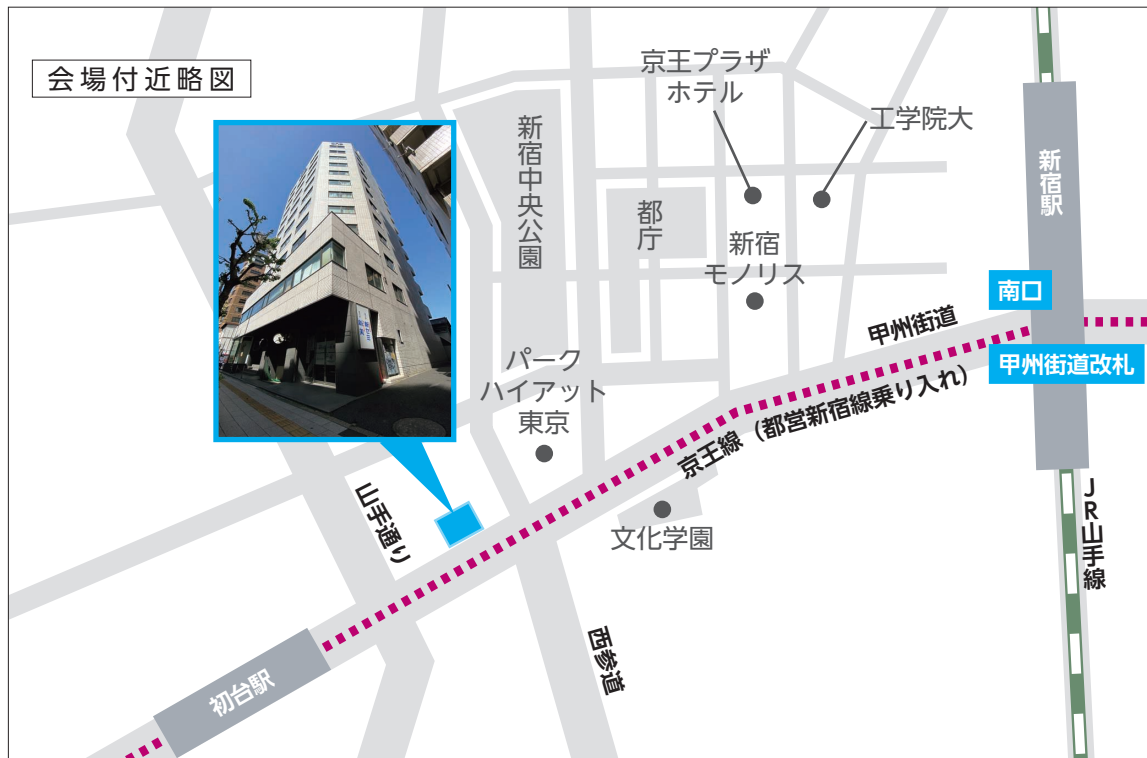 会場付近略図
京王プラザ
ホテル
工学院大
新宿中央公園
都庁
新宿
モノリス
新宿駅
南口
甲州街道
甲州街道改札
パーク
ハイアット
東京
京王線（都営新宿線乗り入れ）
山手通り
文化学園
JR山手線
西参道
初台駅